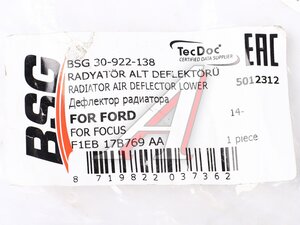 BSG
BSG 30-922-138
RADYATÖR ALT DEFLEKTORÜ
RADIATOR AIR DEFLECTOR LOWER
Дефлектор радиатора
FOR FORD
FOR FOCUS
F1EB 17B769 AA
TecDoc
CERTIFIED DATA SUPPLIER
EAC
5012312
14-
1 piece
8 719822 037362